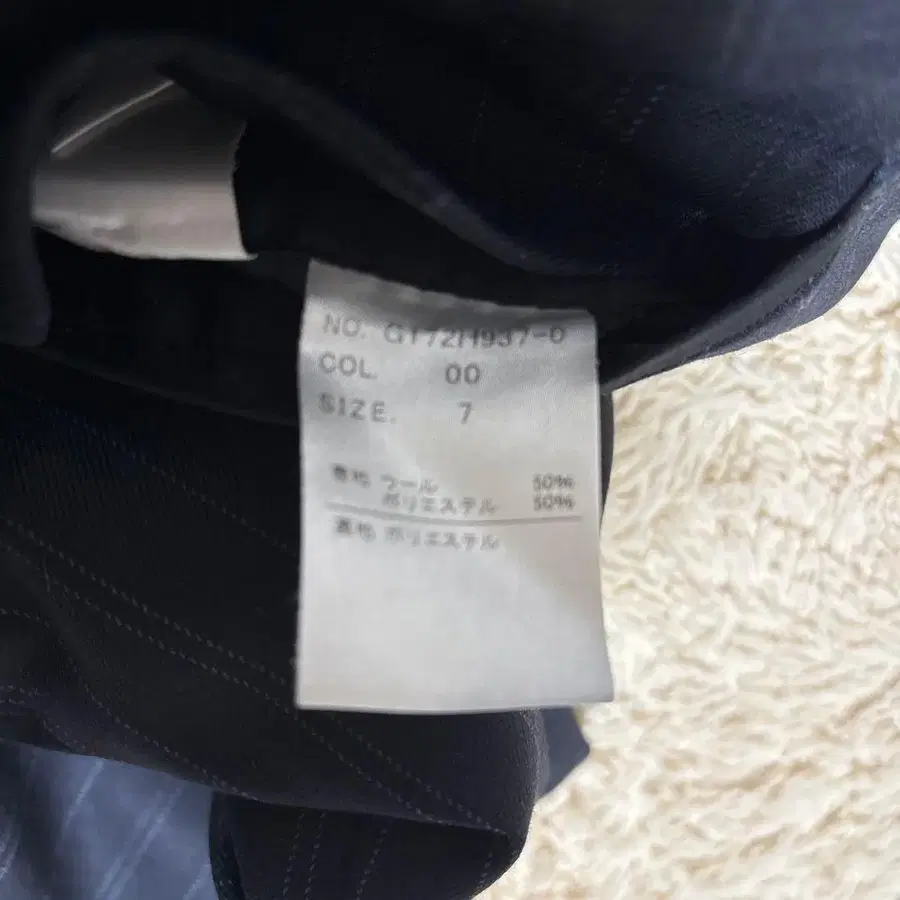 NO. G172H937-0
COL. 00
SIZE. 7
表地 ウール 50%
ポリエステル 50%
裏地 ポリエステル